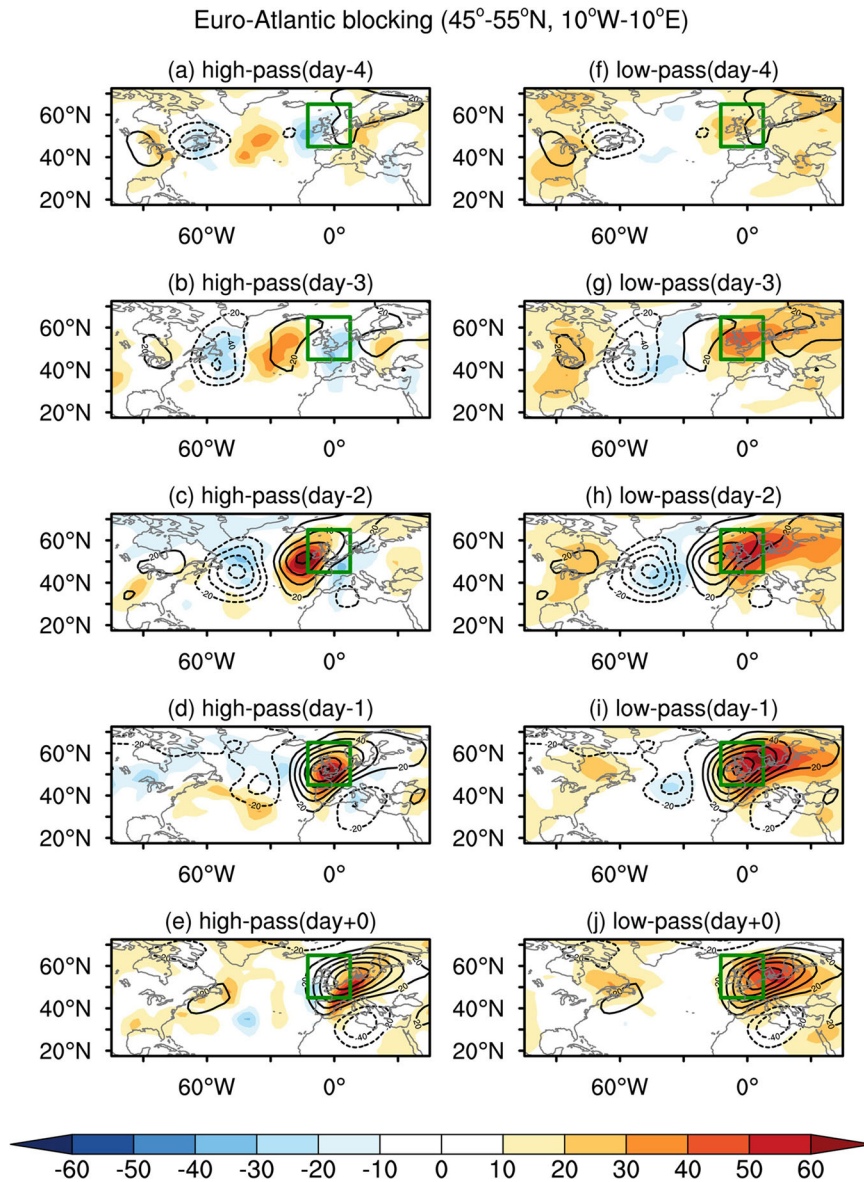 Euro-Atlantic blocking (45°-55°N, 10°W-10°E)
(a) high-pass(day-4)
60°N
40°N
20°N
60°W 0°
(f) low-pass(day-4)
60°N
40°N
20°N
60°W 0°
(b) high-pass(day-3)
60°N
40°N
20°N
60°W 0°
(g) low-pass(day-3)
60°N
40°N
20°N
60°W 0°
(c) high-pass(day-2)
60°N
40°N
20°N
60°W 0°
(h) low-pass(day-2)
60°N
40°N
20°N
60°W 0°
(d) high-pass(day-1)
60°N
40°N
20°N
60°W 0°
(i) low-pass(day-1)
60°N
40°N
20°N
60°W 0°
(e) high-pass(day+0)
60°N
40°N
20°N
60°W 0°
(j) low-pass(day+0)
60°N
40°N
20°N
60°W 0°
-60 -50 -40 -30 -20 -10 0 10 20 30 40 50 60